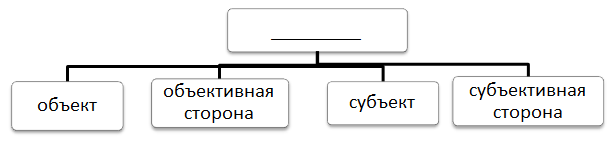 __________
объект
объективная
сторона
субъект
субъективная
сторона